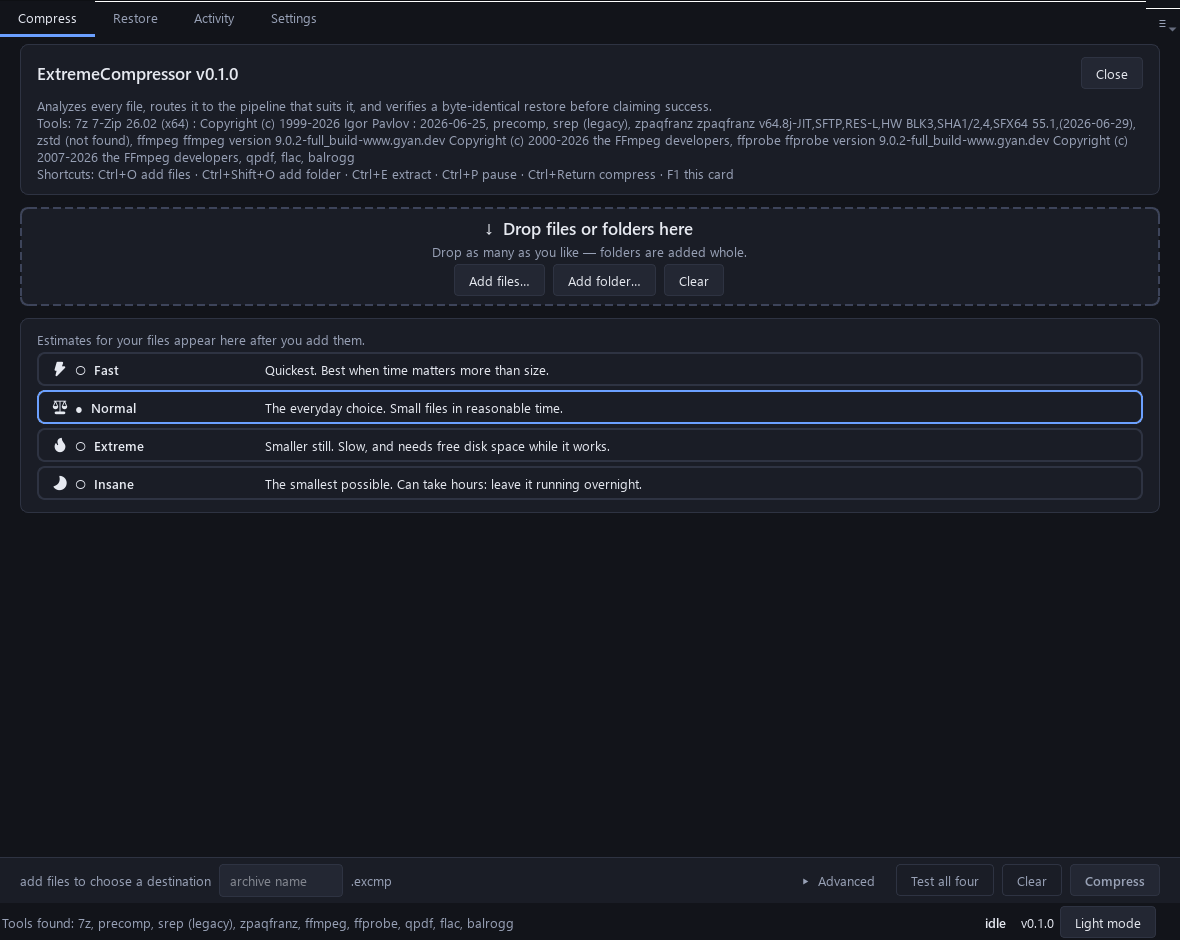 Compress Restore Activity Settings
ExtremeCompressor v0.1.0
Close
Analyzes every file, routes it to the pipeline that suits it, and verifies a byte-identical restore before claiming success.
Tools: 7z 7-Zip 26.02 (x64) : Copyright (c) 1999-2026 Igor Pavlov : 2026-06-25, precomp, srep (legacy), zpaqfranz zpaqfranz v64.8j-JIT,SFTP,RES-L,HW BLK3,SHA1/2,4,SFX64 55.1,(2026-06-29),
zstd (not found), ffmpeg ffmpeg version 9.0.2-full_build-www.gyan.dev Copyright (c) 2000-2026 the FFmpeg developers, ffprobe ffprobe version 9.0.2-full_build-www.gyan.dev Copyright (c)
2007-2026 the FFmpeg developers, qpdf, flac, balrogg
Shortcuts: Ctrl+O add files · Ctrl+Shift+O add folder · Ctrl+E extract · Ctrl+P pause · Ctrl+Return compress · F1 this card
↓ Drop files or folders here
Drop as many as you like — folders are added whole.
Add files... Add folder... Clear
Estimates for your files appear here after you add them.
Fast Quickest. Best when time matters more than size.
Normal The everyday choice. Small files in reasonable time.
Extreme Smaller still. Slow, and needs free disk space while it works.
Insane The smallest possible. Can take hours: leave it running overnight.
add files to choose a destination archive name .excmp Advanced Test all four Clear Compress
Tools found: 7z, precomp, srep (legacy), zpaqfranz, ffmpeg, ffprobe, qpdf, flac, balrogg idle v0.1.0 Light mode